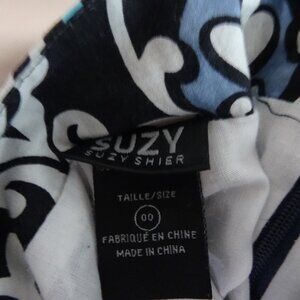 SUZY
SUZY SHIER
TAILLE/SIZE
00
FABRIQUÉ EN CHINE
MADE IN CHINA